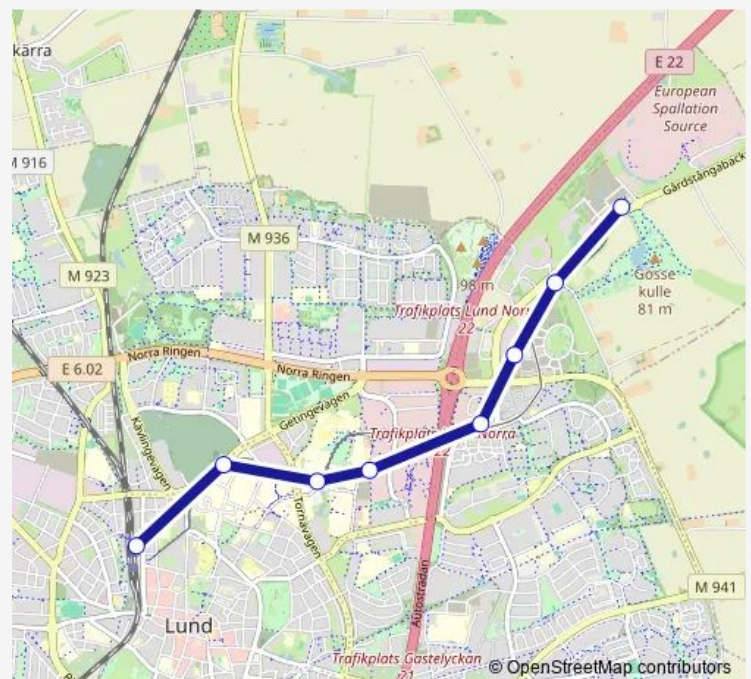 kärra
E 22
European
Spallation
Source
M 916
Gårdstångabäck
M 936
M 923
98 m
Gosse
kulle
81 m
Trafikplats Lund Norr
22
Norra Ringen
E 6.02
Norra Ringen
Getingevägen
Kävlingevägen
Trafikplats
Norra
22
Tornavägen
M 941
Autostradan
Lund
Trafikplats Gastelyckan
21
© OpenStreetMap contributors